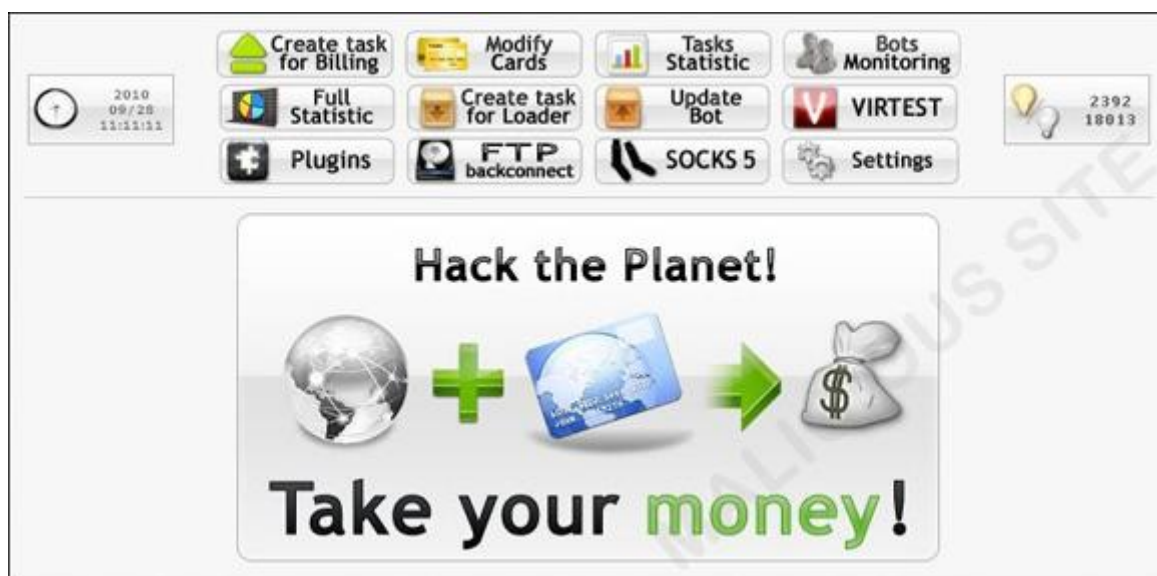 Create task
for Billing
Modify
Cards
Tasks
Statistic
Bots
Monitoring
2010
09/28
11:11:11
Full
Statistic
Create task
for Loader
Update
Bot
V VIRTEST
2392
18013
Plugins
FTP
backconnect
SOCKS 5
Settings
Hack the Planet!
$
Take your money!
MALICIOUS SITE